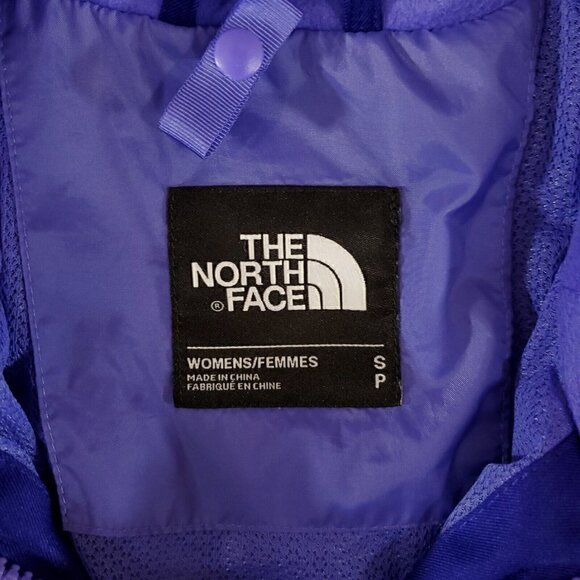 THE
NORTH
® FACE
WOMENS/FEMMES S
MADE IN CHINA P
FABRIQUÉ EN CHINE